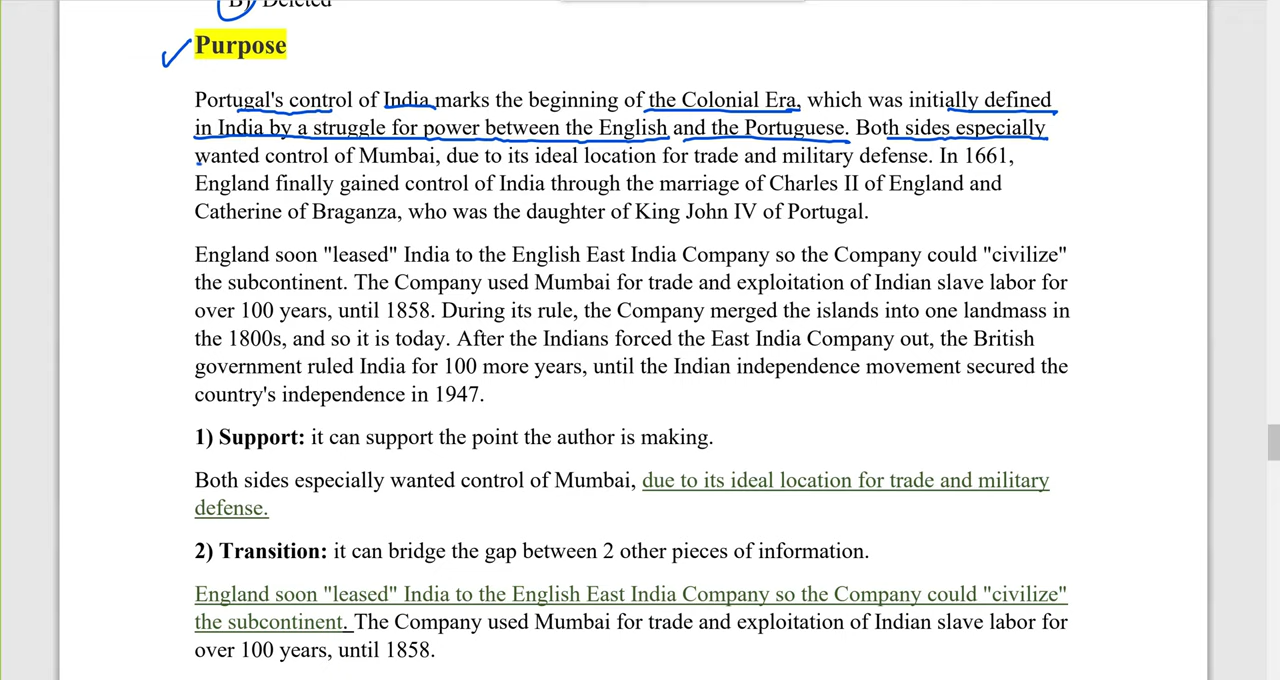 B) Deleted
Purpose
Portugal's control of India marks the beginning of the Colonial Era, which was initially defined
in India by a struggle for power between the English and the Portuguese. Both sides especially
wanted control of Mumbai, due to its ideal location for trade and military defense. In 1661,
England finally gained control of India through the marriage of Charles II of England and
Catherine of Braganza, who was the daughter of King John IV of Portugal.
England soon "leased" India to the English East India Company so the Company could "civilize"
the subcontinent. The Company used Mumbai for trade and exploitation of Indian slave labor for
over 100 years, until 1858. During its rule, the Company merged the islands into one landmass in
the 1800s, and so it is today. After the Indians forced the East India Company out, the British
government ruled India for 100 more years, until the Indian independence movement secured the
country's independence in 1947.
1) Support: it can support the point the author is making.
Both sides especially wanted control of Mumbai, due to its ideal location for trade and military
defense.
2) Transition: it can bridge the gap between 2 other pieces of information.
England soon "leased" India to the English East India Company so the Company could "civilize"
the subcontinent. The Company used Mumbai for trade and exploitation of Indian slave labor for
over 100 years, until 1858.